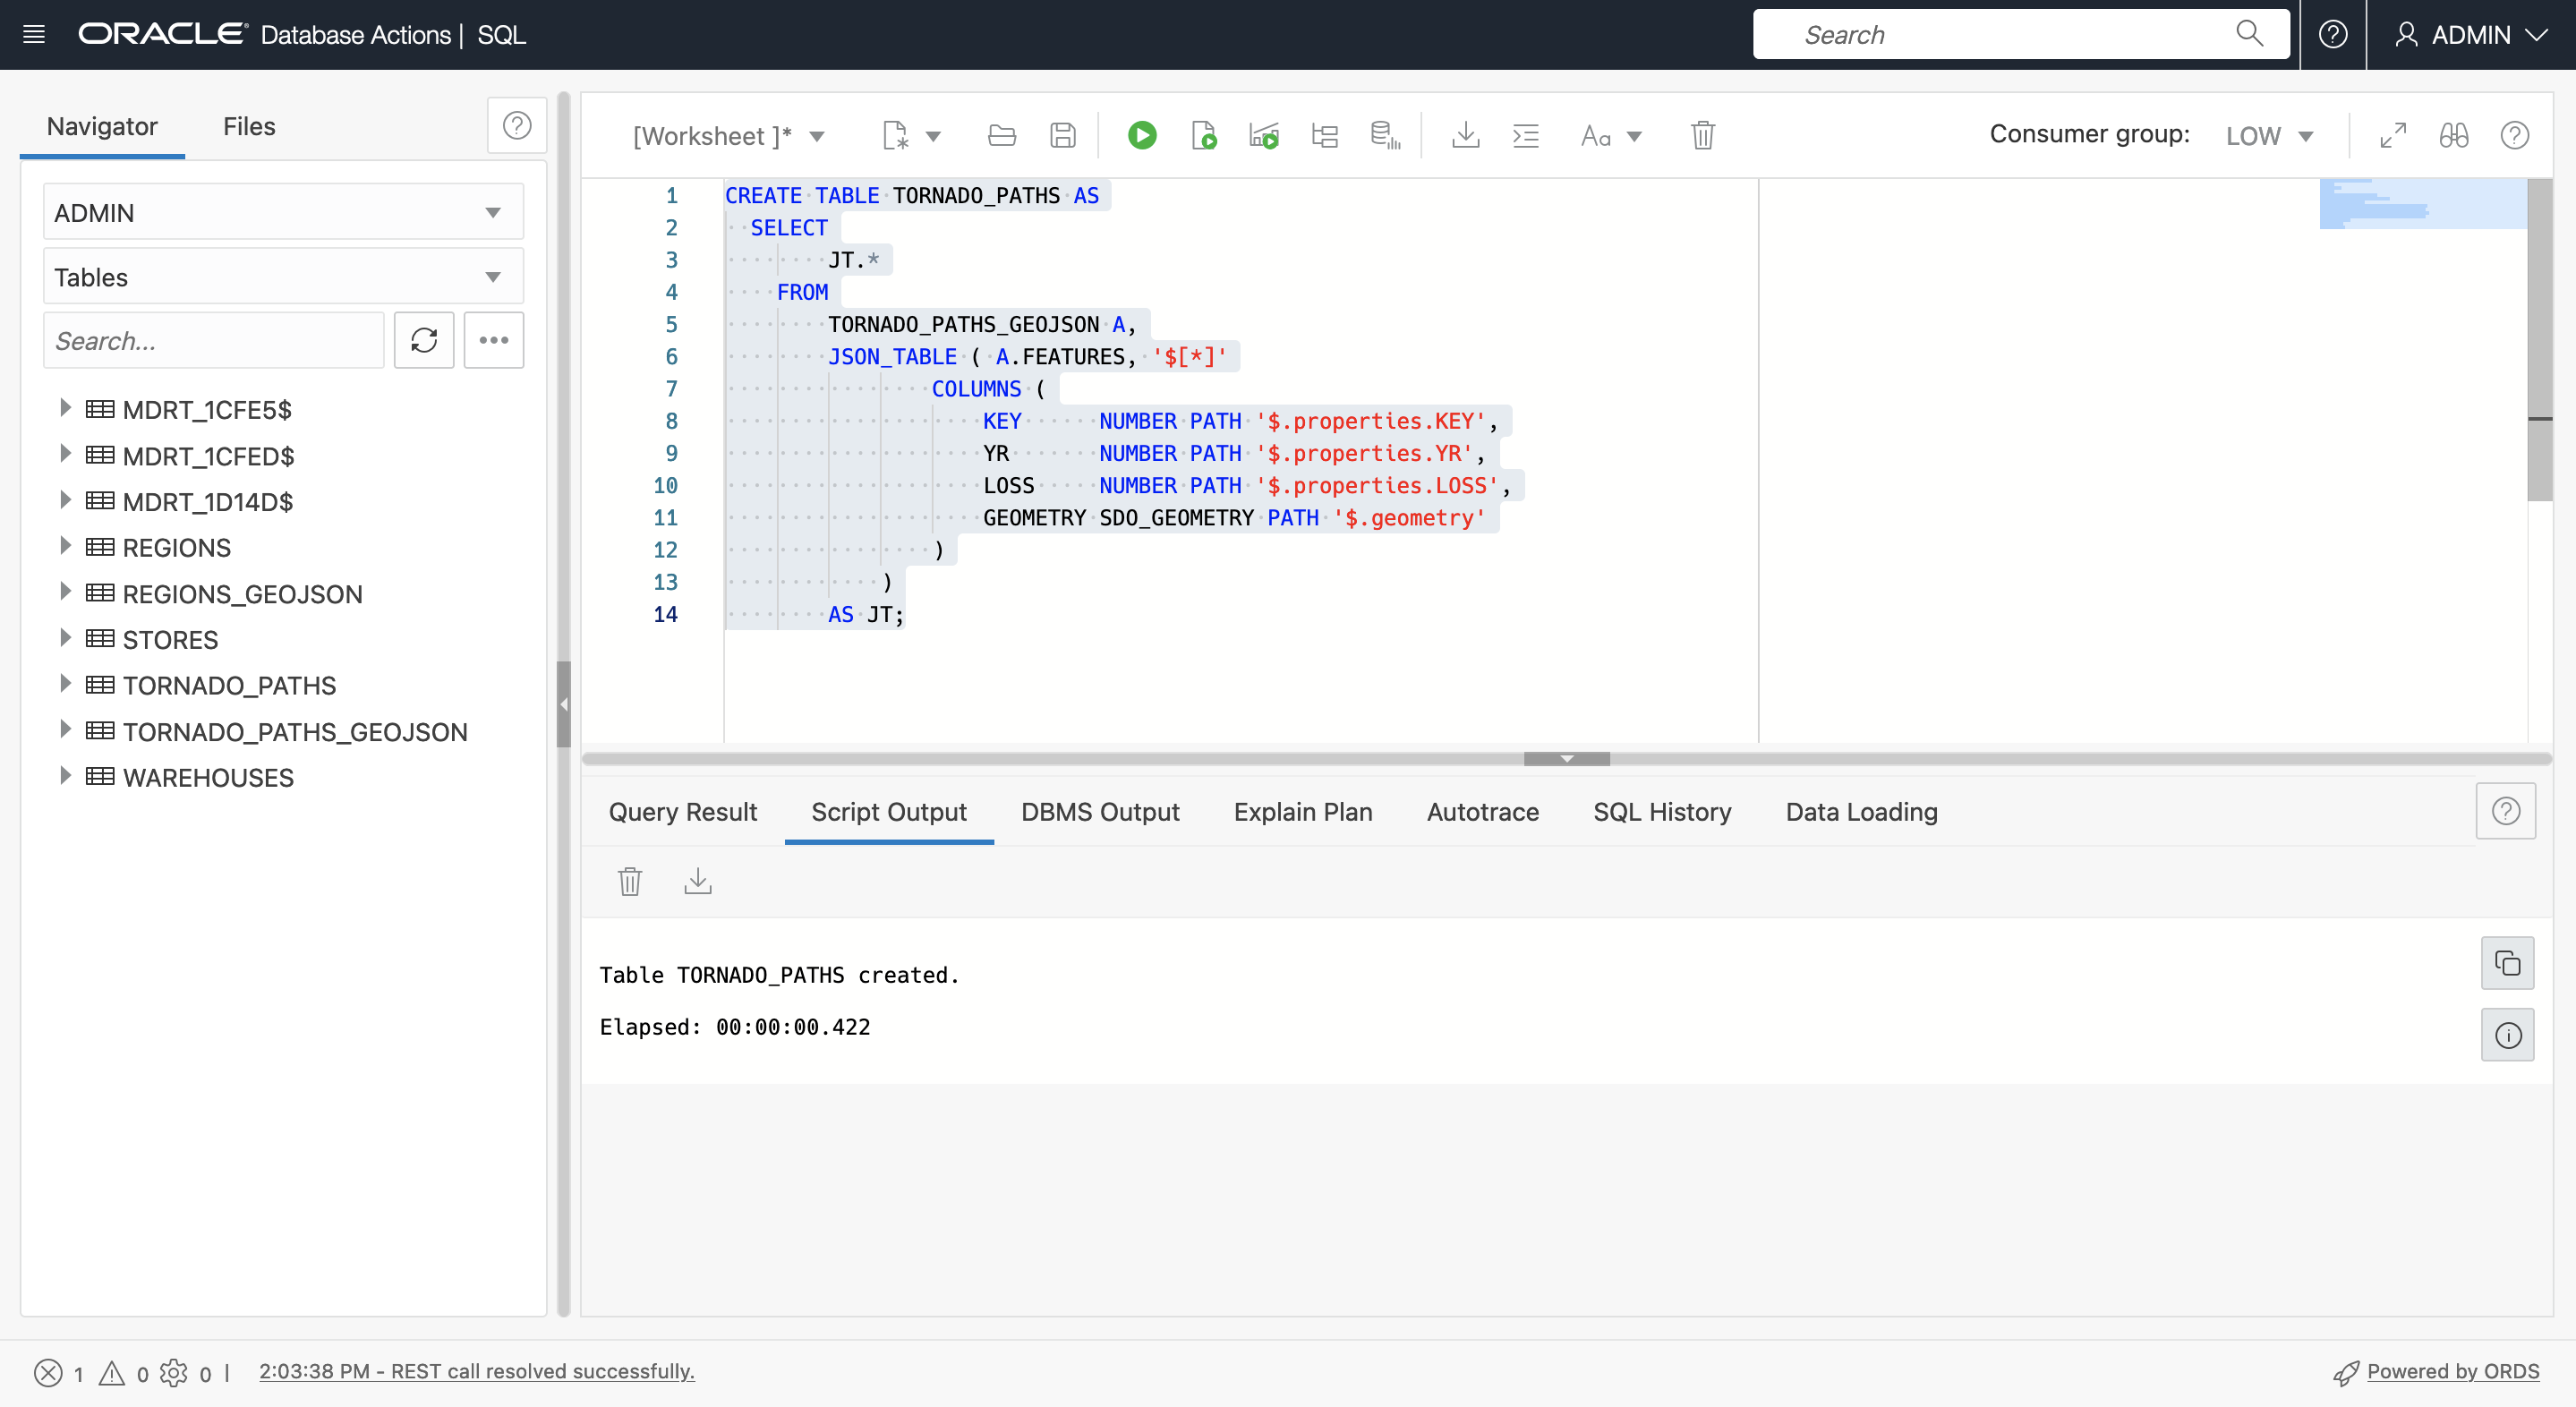 ORACLE Database Actions | SQL
Search
ADMIN
Navigator
Files
ADMIN
Tables
Search...
MDRT_1CFE5$
MDRT_1CFED$
MDRT_1D14D$
REGIONS
REGIONS_GEOJSON
STORES
TORNADO_PATHS
TORNADO_PATHS_GEOJSON
WAREHOUSES
[Worksheet ]*
Aa
Consumer group: LOW
1 CREATE TABLE TORNADO_PATHS AS
2 SELECT
3 JT.*
4 FROM
5 TORNADO_PATHS_GEOJSON A,
6 JSON_TABLE ( A.FEATURES, '$[*]'
7 COLUMNS (
8 KEY NUMBER PATH '$.properties.KEY',
9 YR NUMBER PATH '$.properties.YR',
10 LOSS NUMBER PATH '$.properties.LOSS',
11 GEOMETRY SDO_GEOMETRY PATH '$.geometry'
12 )
13 )
14 AS JT;
Query Result
Script Output
DBMS Output
Explain Plan
Autotrace
SQL History
Data Loading
Table TORNADO_PATHS created.
Elapsed: 00:00:00.422
1 0 0 | 2:03:38 PM - REST call resolved successfully.
Powered by ORDS